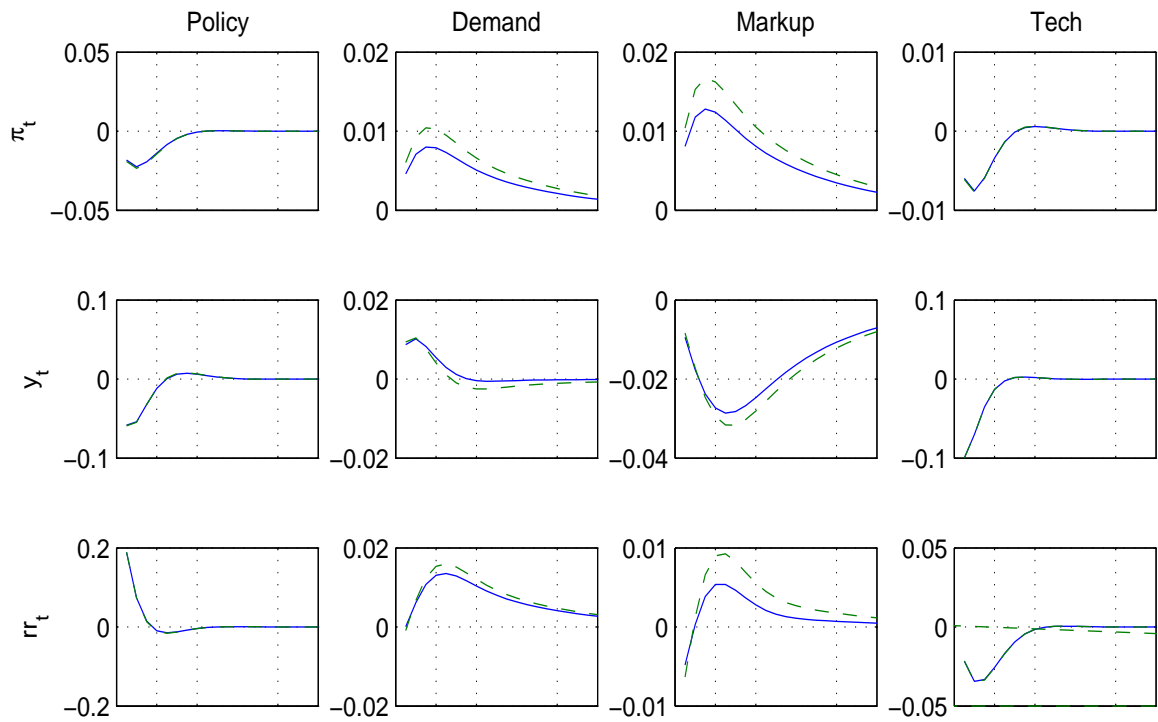 Policy Demand Markup Tech
π_t
0.05 0.02 0.02 0.01
0 0.01 0.01 0
−0.05 0 0 −0.01
y_t
0.1 0.02 0 0.1
0 0 −0.02 0
−0.1 −0.02 −0.04 −0.1
rr_t
0.2 0.02 0.01 0.05
0 0 0 0
−0.2 −0.02 −0.01 −0.05